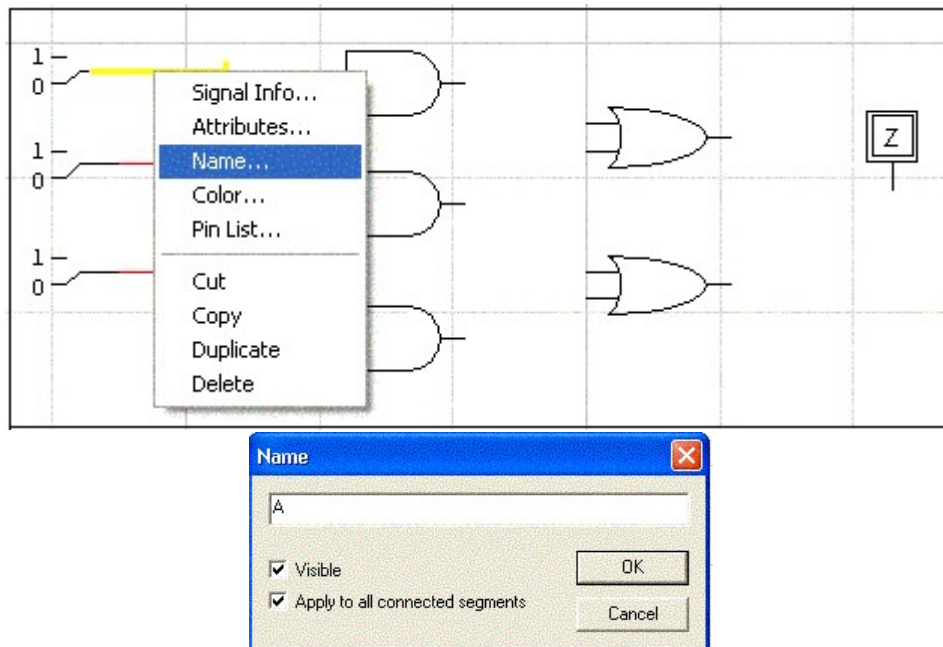 1
0
Signal Info...
Attributes...
Name...
Color...
Pin List...
Cut
Copy
Duplicate
Delete
1
0
1
0
Z
Name
A
Visible
OK
Apply to all connected segments
Cancel